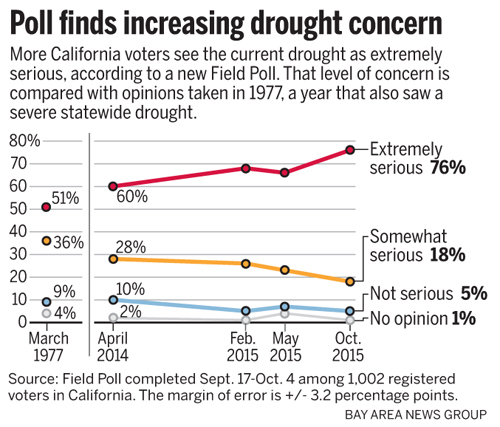 Poll finds increasing drought concern
More California voters see the current drought as extremely
serious, according to a new Field Poll. That level of concern is
compared with opinions taken in 1977, a year that also saw a
severe statewide drought.
80%
70
60
50
40
30
20
10
0
51%
36%
9%
4%
60%
28%
10%
2%
Extremely
serious 76%
Somewhat
serious 18%
Not serious 5%
No opinion 1%
March
1977
April
2014
Feb.
2015
May
2015
Oct.
2015
Source: Field Poll completed Sept. 17-Oct. 4 among 1,002 registered
voters in California. The margin of error is +/- 3.2 percentage points.
BAY AREA NEWS GROUP